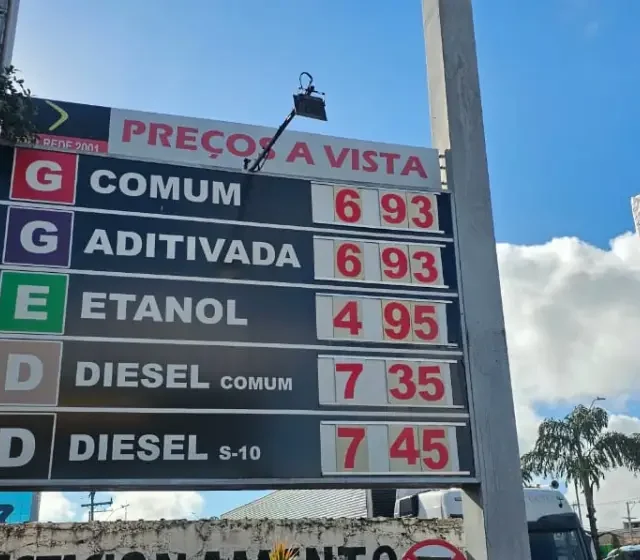 REDE 2001
PREÇOS A VISTA
G COMUM 6 93
G ADITIVADA 6 93
E ETANOL 4 95
D DIESEL COMUM 7 35
D DIESEL S-10 7 45
7